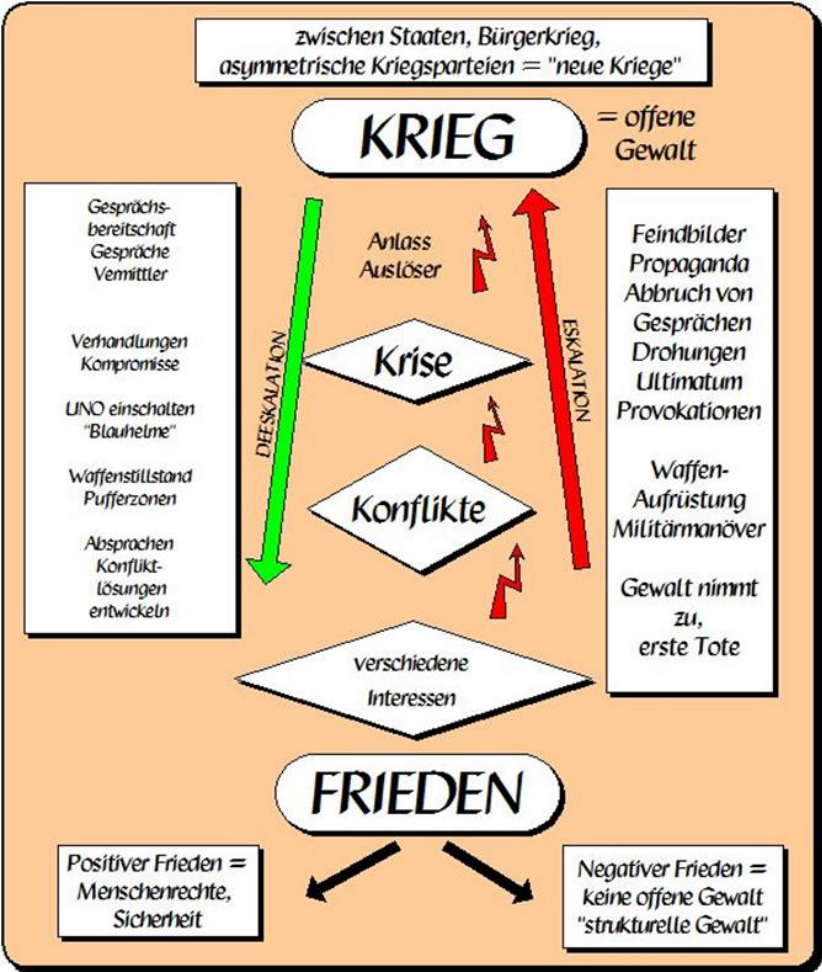 zwischen Staaten, Bürgerkrieg,
asymmetrische Kriegsparteien = "neue Kriege"
KRIEG
= offene
Gewalt
Gesprächs-
bereitschaft
Gespräche
Vermittler
Verhandlungen
Kompromisse
UNO einschalten
"Blauhelme"
Waffenstillstand
Pufferzonen
Absprachen
Konflikt-
lösungen
entwickeln
DEESKALATION
Anlass
Auslöser
Krise
Konflikte
verschiedene
Interessen
ESKALATION
Feindbilder
Propaganda
Abbruch von
Gesprächen
Drohungen
Ultimatum
Provokationen
Waffen-
Aufrüstung
Militärmanöver
Gewalt nimmt
zu,
erste Tote
FRIEDEN
Positiver Frieden =
Menschenrechte,
Sicherheit
Negativer Frieden =
keine offene Gewalt
"strukturelle Gewalt"